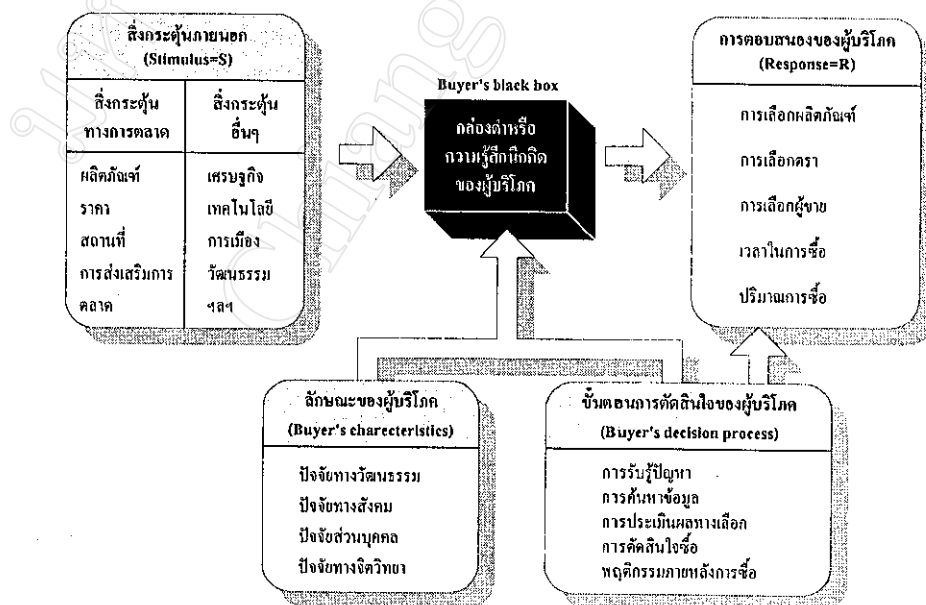 สิ่งกระตุ้นภายนอก
(Stimulus=S)
สิ่งกระตุ้น
ทางการตลาด
ผลิตภัณฑ์
ราคา
สถานที่
การส่งเสริมการ
ตลาด
สิ่งกระตุ้น
อื่นๆ
เศรษฐกิจ
เทคโนโลยี
การเมือง
วัฒนธรรม
ฯลฯ
Buyer's black box
กล่องดำหรือ
ความรู้สึกนึกคิด
ของผู้บริโภค
การตอบสนองของผู้บริโภค
(Response=R)
การเลือกผลิตภัณฑ์
การเลือกตรา
การเลือกผู้ขาย
เวลาในการซื้อ
ปริมาณการซื้อ
ลักษณะของผู้บริโภค
(Buyer's charecteristics)
ปัจจัยทางวัฒนธรรม
ปัจจัยทางสังคม
ปัจจัยส่วนบุคคล
ปัจจัยทางจิตวิทยา
ขั้นตอนการตัดสินใจของผู้บริโภค
(Buyer's decision process)
การรับรู้ปัญหา
การค้นหาข้อมูล
การประเมินผลทางเลือก
การตัดสินใจซื้อ
พฤติกรรมภายหลังการซื้อ
Chiang